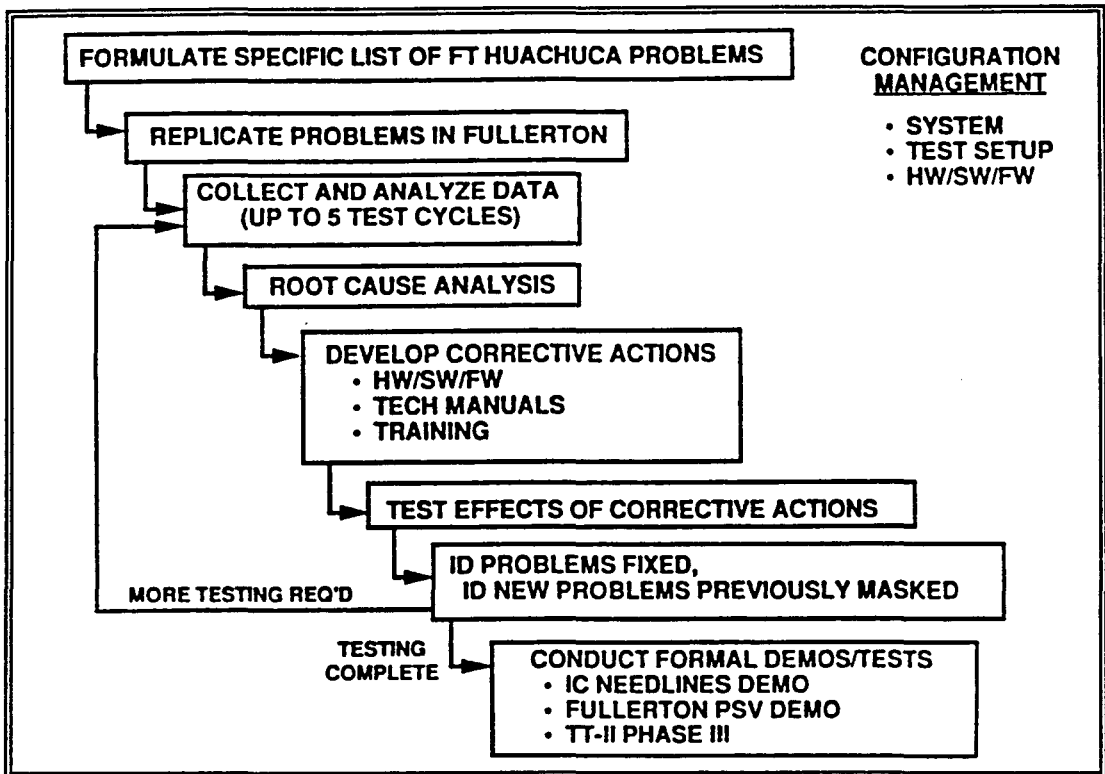 FORMULATE SPECIFIC LIST OF FT HUACHUCA PROBLEMS
CONFIGURATION
MANAGEMENT
• SYSTEM
• TEST SETUP
• HW/SW/FW
REPLICATE PROBLEMS IN FULLERTON
COLLECT AND ANALYZE DATA
(UP TO 5 TEST CYCLES)
ROOT CAUSE ANALYSIS
DEVELOP CORRECTIVE ACTIONS
• HW/SW/FW
• TECH MANUALS
• TRAINING
TEST EFFECTS OF CORRECTIVE ACTIONS
ID PROBLEMS FIXED,
ID NEW PROBLEMS PREVIOUSLY MASKED
MORE TESTING REQ'D
TESTING
COMPLETE
CONDUCT FORMAL DEMOS/TESTS
• IC NEEDLINES DEMO
• FULLERTON PSV DEMO
• TT-II PHASE III